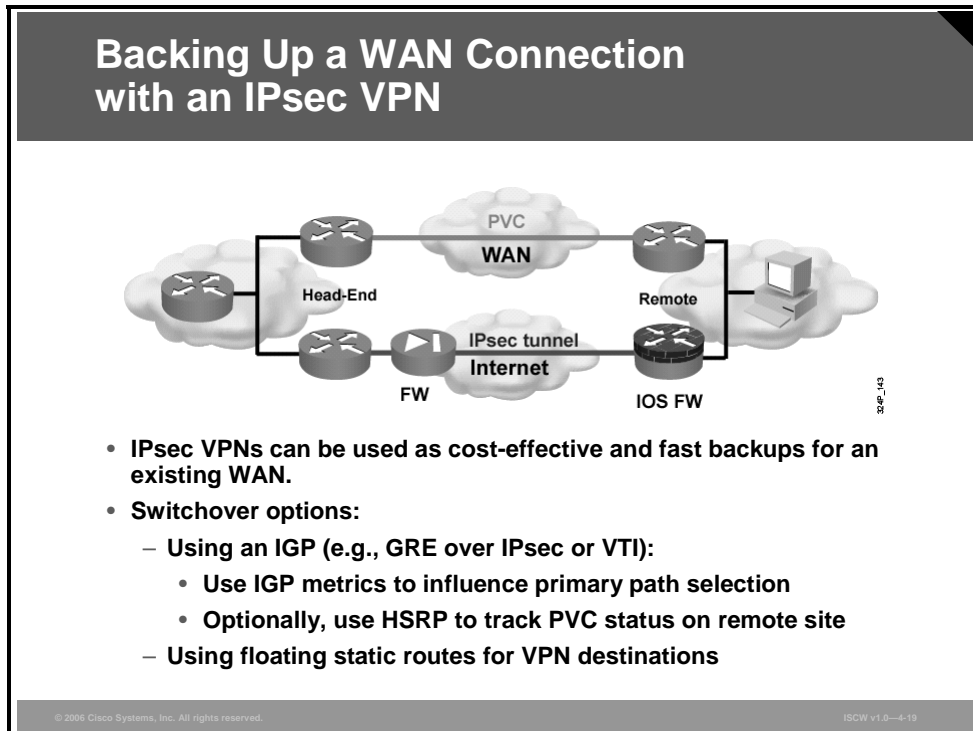 Backing Up a WAN Connection
with an IPsec VPN
PVC
WAN
Head-End
Remote
IPsec tunnel
Internet
FW
IOS FW
324P_143
• IPsec VPNs can be used as cost-effective and fast backups for an
existing WAN.
• Switchover options:
– Using an IGP (e.g., GRE over IPsec or VTI):
• Use IGP metrics to influence primary path selection
• Optionally, use HSRP to track PVC status on remote site
– Using floating static routes for VPN destinations
© 2006 Cisco Systems, Inc. All rights reserved.
ISCW v1.0—4-19